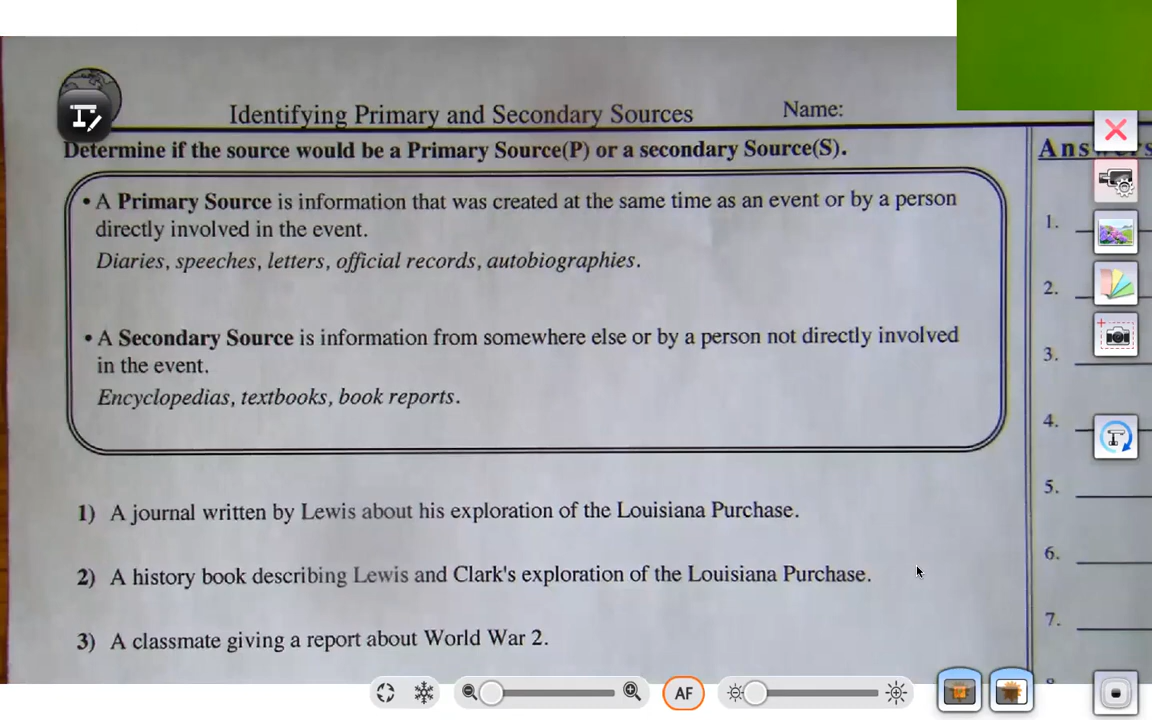 Identifying Primary and Secondary Sources
Name:
Determine if the source would be a Primary Source(P) or a secondary Source(S).
• A Primary Source is information that was created at the same time as an event or by a person
directly involved in the event.
Diaries, speeches, letters, official records, autobiographies.
• A Secondary Source is information from somewhere else or by a person not directly involved
in the event.
Encyclopedias, textbooks, book reports.
1) A journal written by Lewis about his exploration of the Louisiana Purchase.
2) A history book describing Lewis and Clark's exploration of the Louisiana Purchase.
3) A classmate giving a report about World War 2.
1.
2.
3.
4.
5.
6.
7.
AF